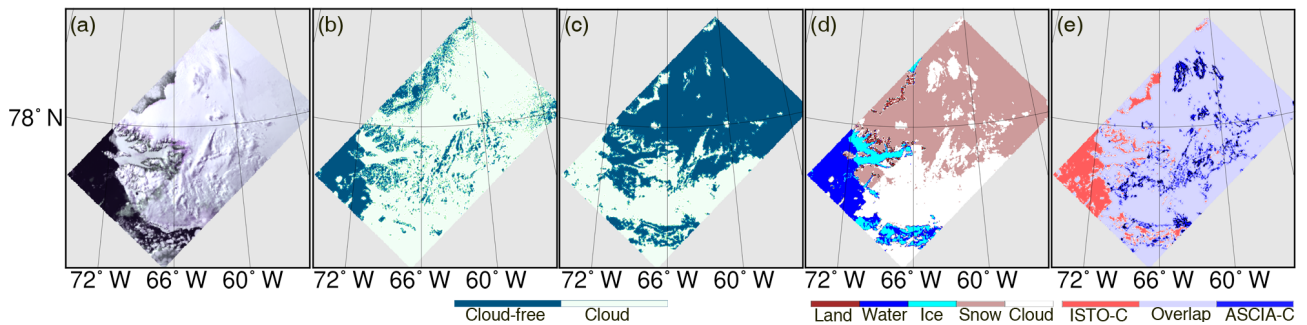 (a) (b) (c) (d) (e)
78° N
72° W 66° W 60° W 72° W 66° W 60° W 72° W 66° W 60° W 72° W 66° W 60° W 72° W 66° W 60° W
Cloud-free Cloud Land Water Ice Snow Cloud ISTO-C Overlap ASCIA-C